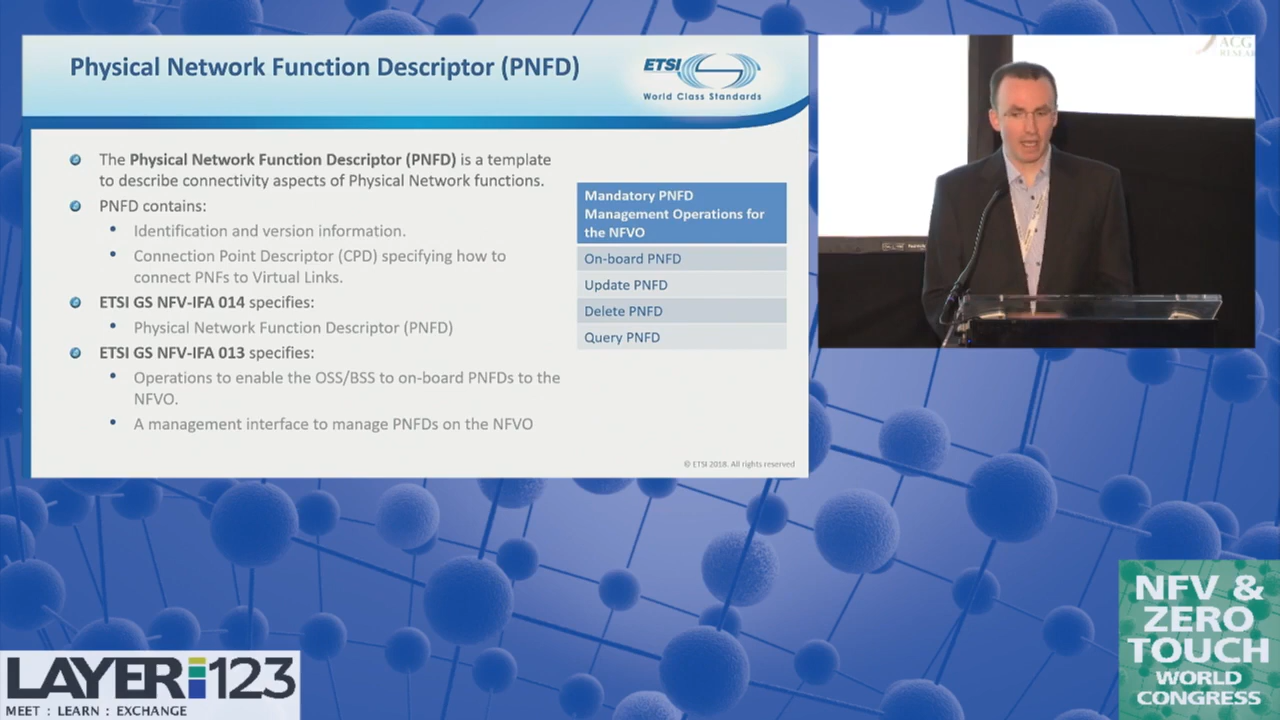 Physical Network Function Descriptor (PNFD)
ETSI
World Class Standards
The Physical Network Function Descriptor (PNFD) is a template
to describe connectivity aspects of Physical Network functions.
PNFD contains:
Identification and version information.
Connection Point Descriptor (CPD) specifying how to
connect PNFs to Virtual Links.
ETSI GS NFV-IFA 014 specifies:
Physical Network Function Descriptor (PNFD)
ETSI GS NFV-IFA 013 specifies:
Operations to enable the OSS/BSS to on-board PNFDs to the
NFVO.
A management interface to manage PNFDs on the NFVO
Mandatory PNFD
Management Operations for
the NFVO
On-board PNFD
Update PNFD
Delete PNFD
Query PNFD
© ETSI 2018. All rights reserved
ACG
LAYER123
MEET : LEARN : EXCHANGE
NFV &
ZERO
TOUCH
WORLD
CONGRESS